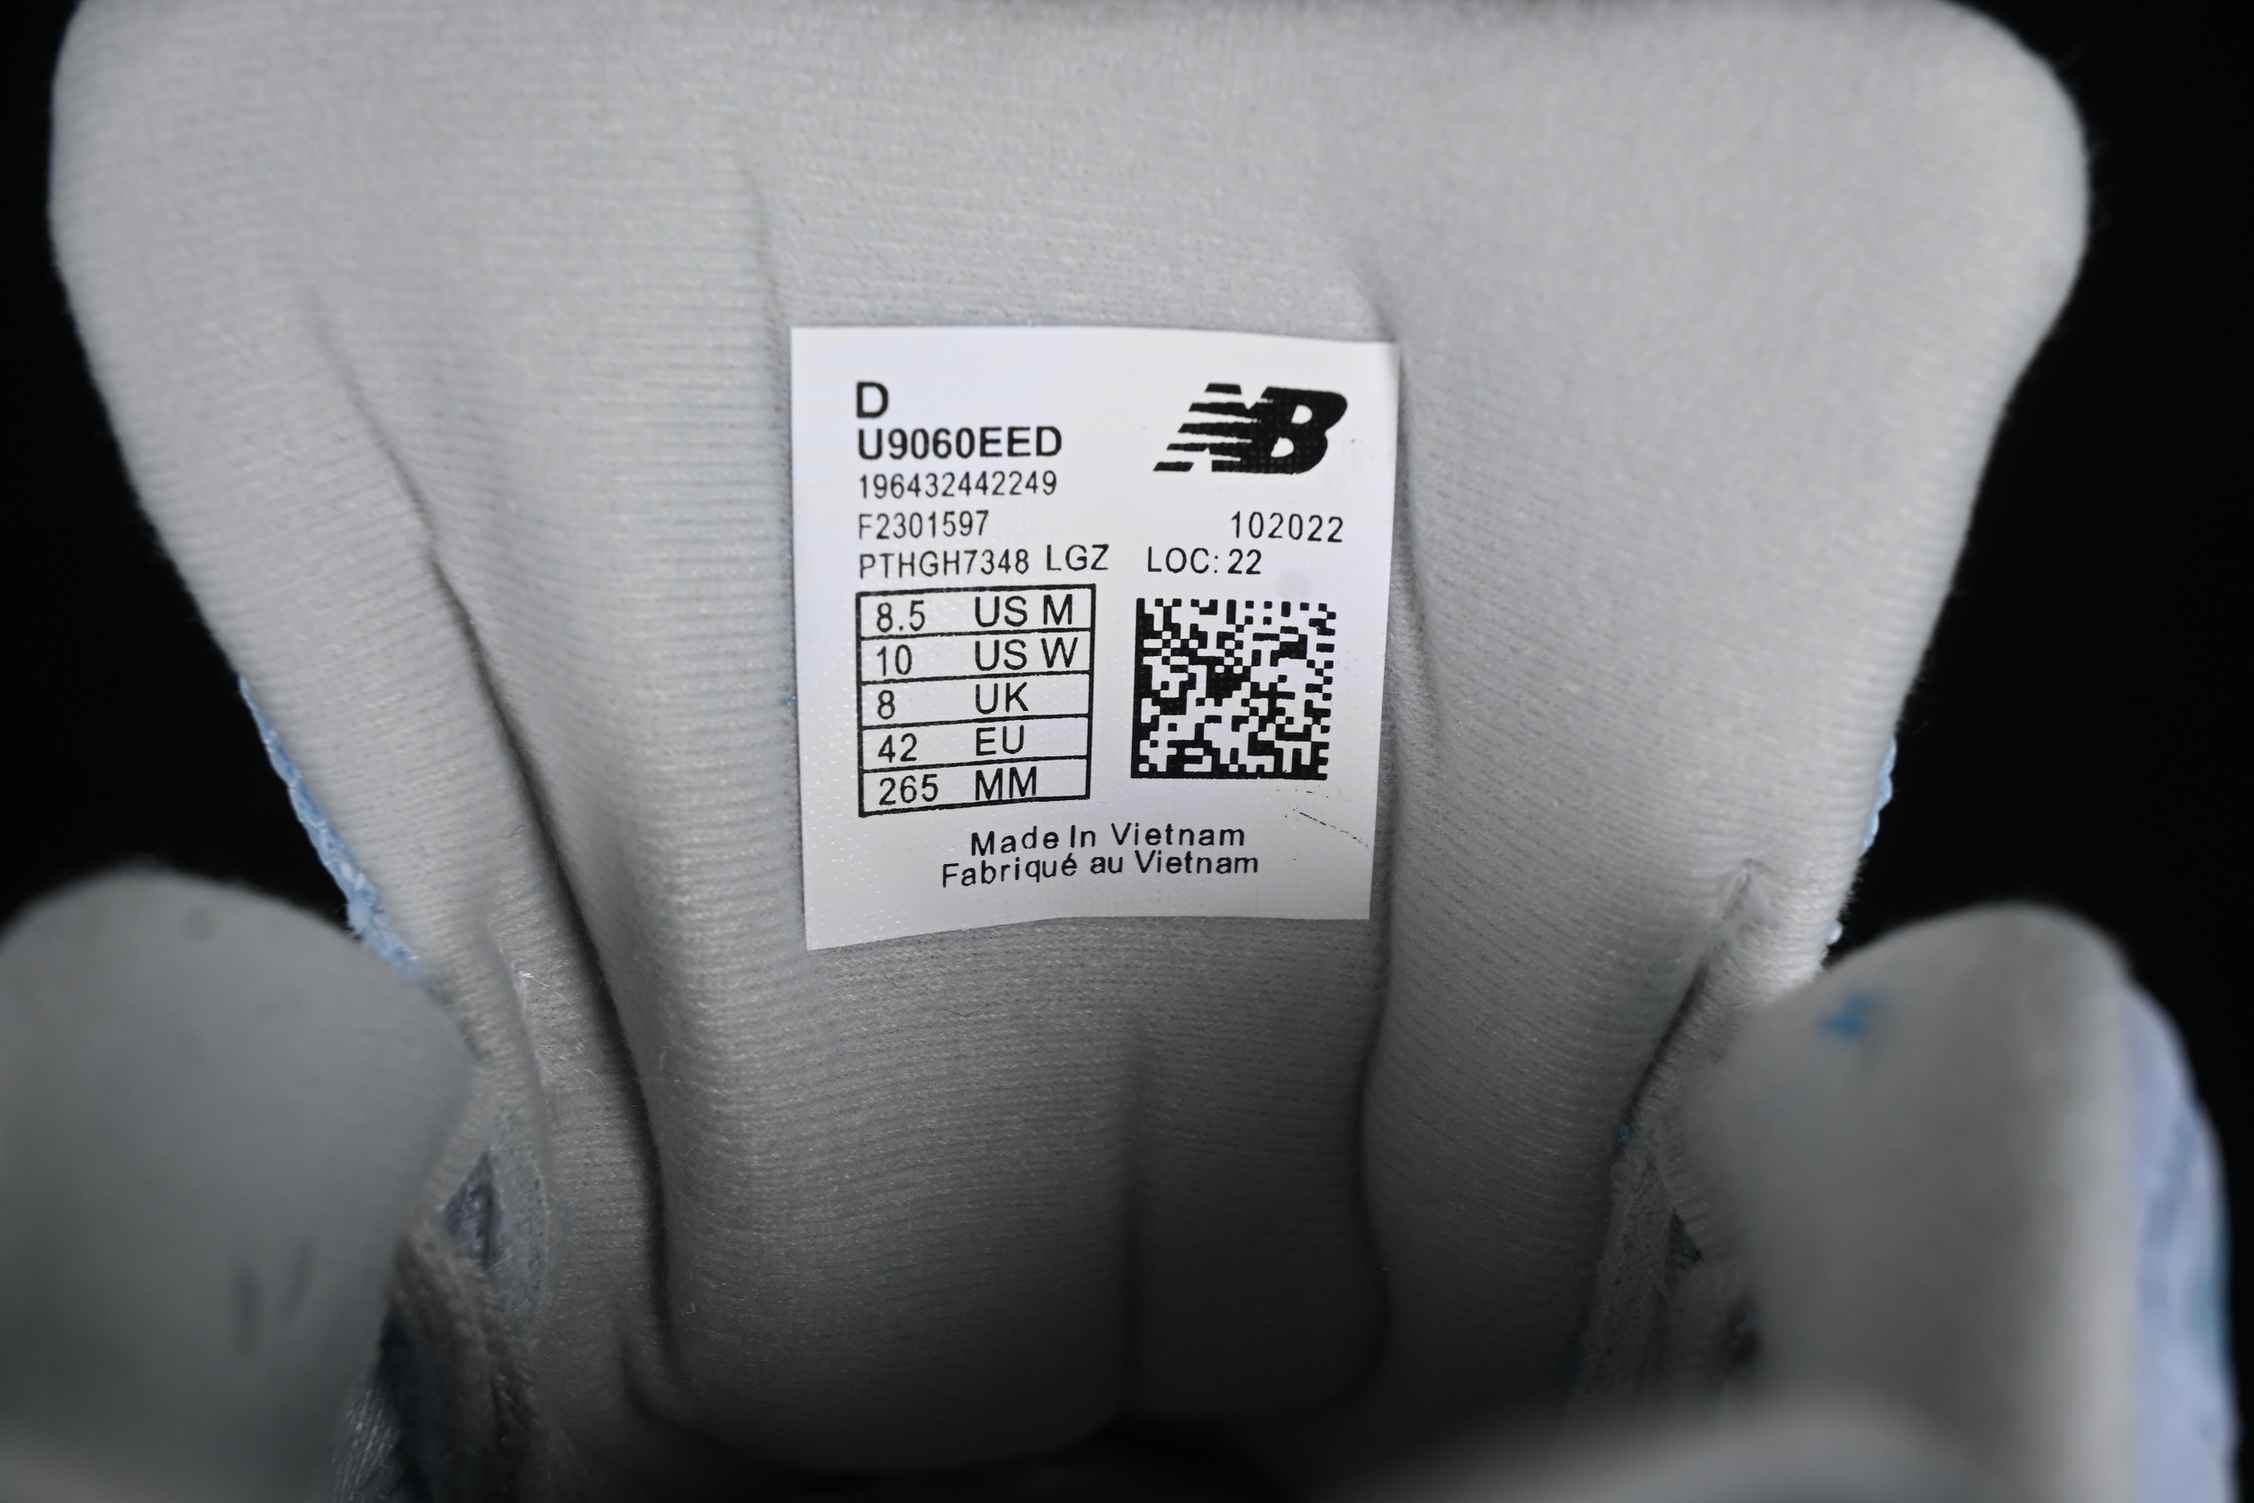 D
NB
U9060EED
196432442249
F2301597 102022
PTHGH7348 LGZ LOC: 22
8.5 US M
10 US W
8 UK
42 EU
265 MM
Made In Vietnam
Fabriqué au Vietnam